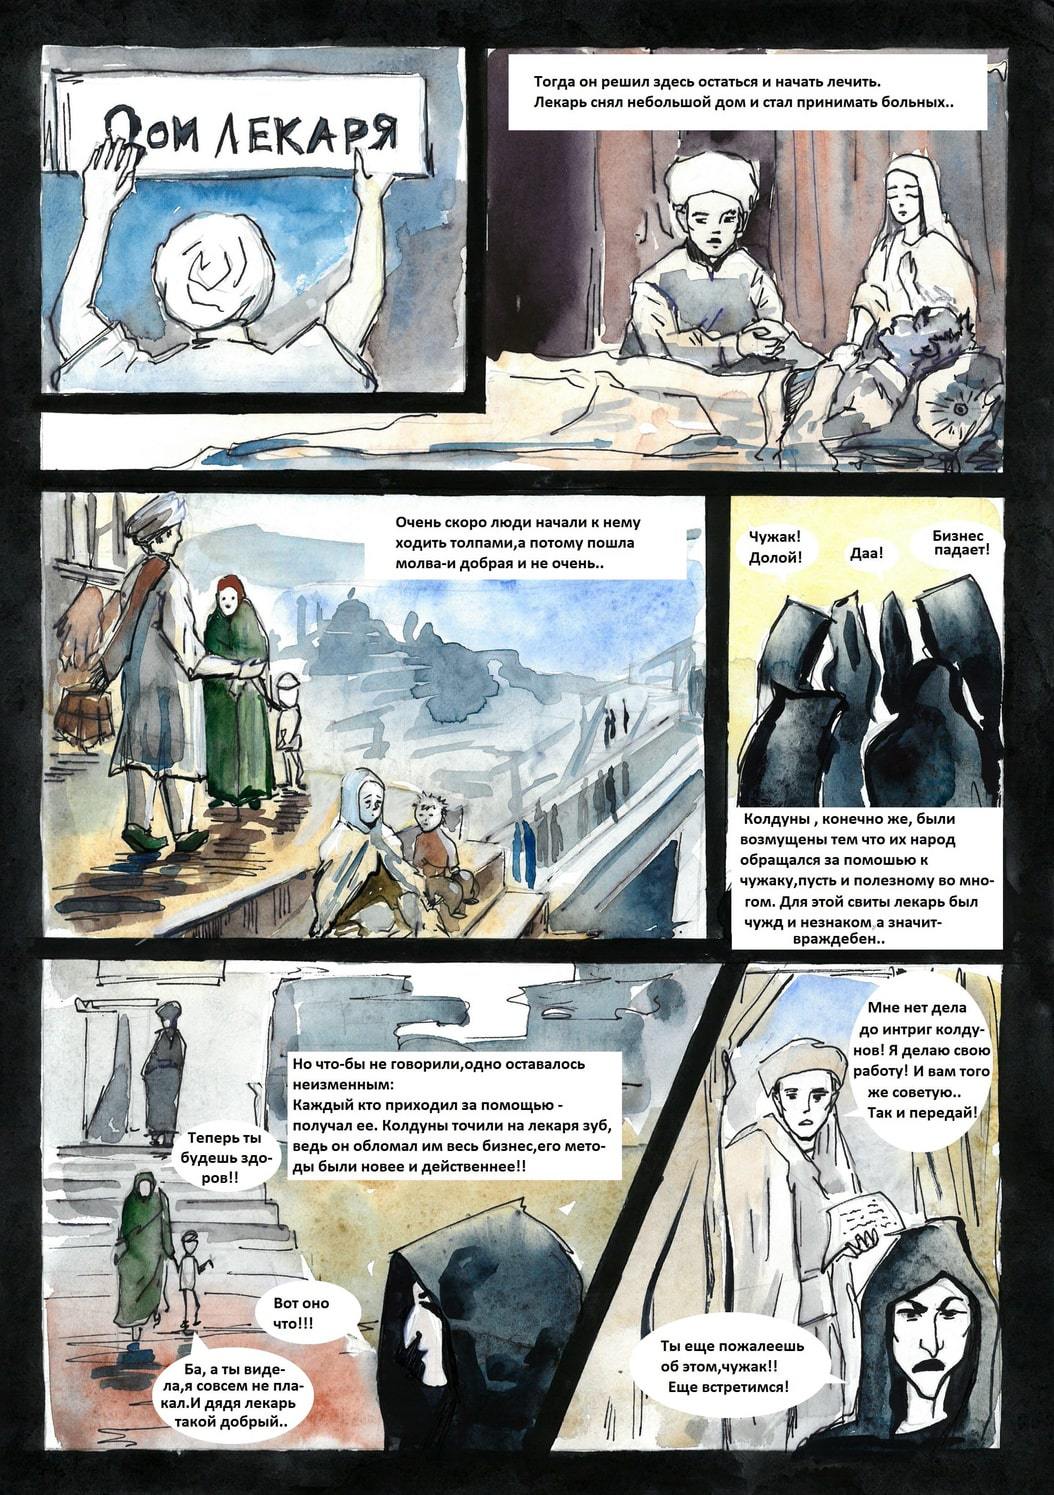 Дом ЛЕКАРЯ
Тогда он решил здесь остаться и начать лечить.
Лекарь снял небольшой дом и стал принимать больных..
Очень скоро люди начали к нему
ходить толпами,а потому пошла
молва-и добрая и не очень..
Чужак!
Долой!
Даа!
Бизнес
падает!
Колдуны , конечно же, были
возмущены тем что их народ
обращался за помошью к
чужаку,пусть и полезному во мно-
гом. Для этой свиты лекарь был
чужд и незнаком,а значит-
враждебен..
Но что-бы не говорили,одно оставалось
неизменным:
Каждый кто приходил за помощью -
получал ее. Колдуны точили на лекаря зуб,
ведь он обломал им весь бизнес,его мето-
ды были новее и действеннее!!
Теперь ты
будешь здо-
ров!!
Вот оно
что!!!
Ба, а ты виде-
ла,я совсем не пла-
кал.И дядя лекарь
такой добрый..
Мне нет дела
до интриг колду-
нов! Я делаю свою
работу! И вам того
же советую..
Так и передай!
Ты еще пожалеешь
об этом,чужак!!
Еще встретимся!